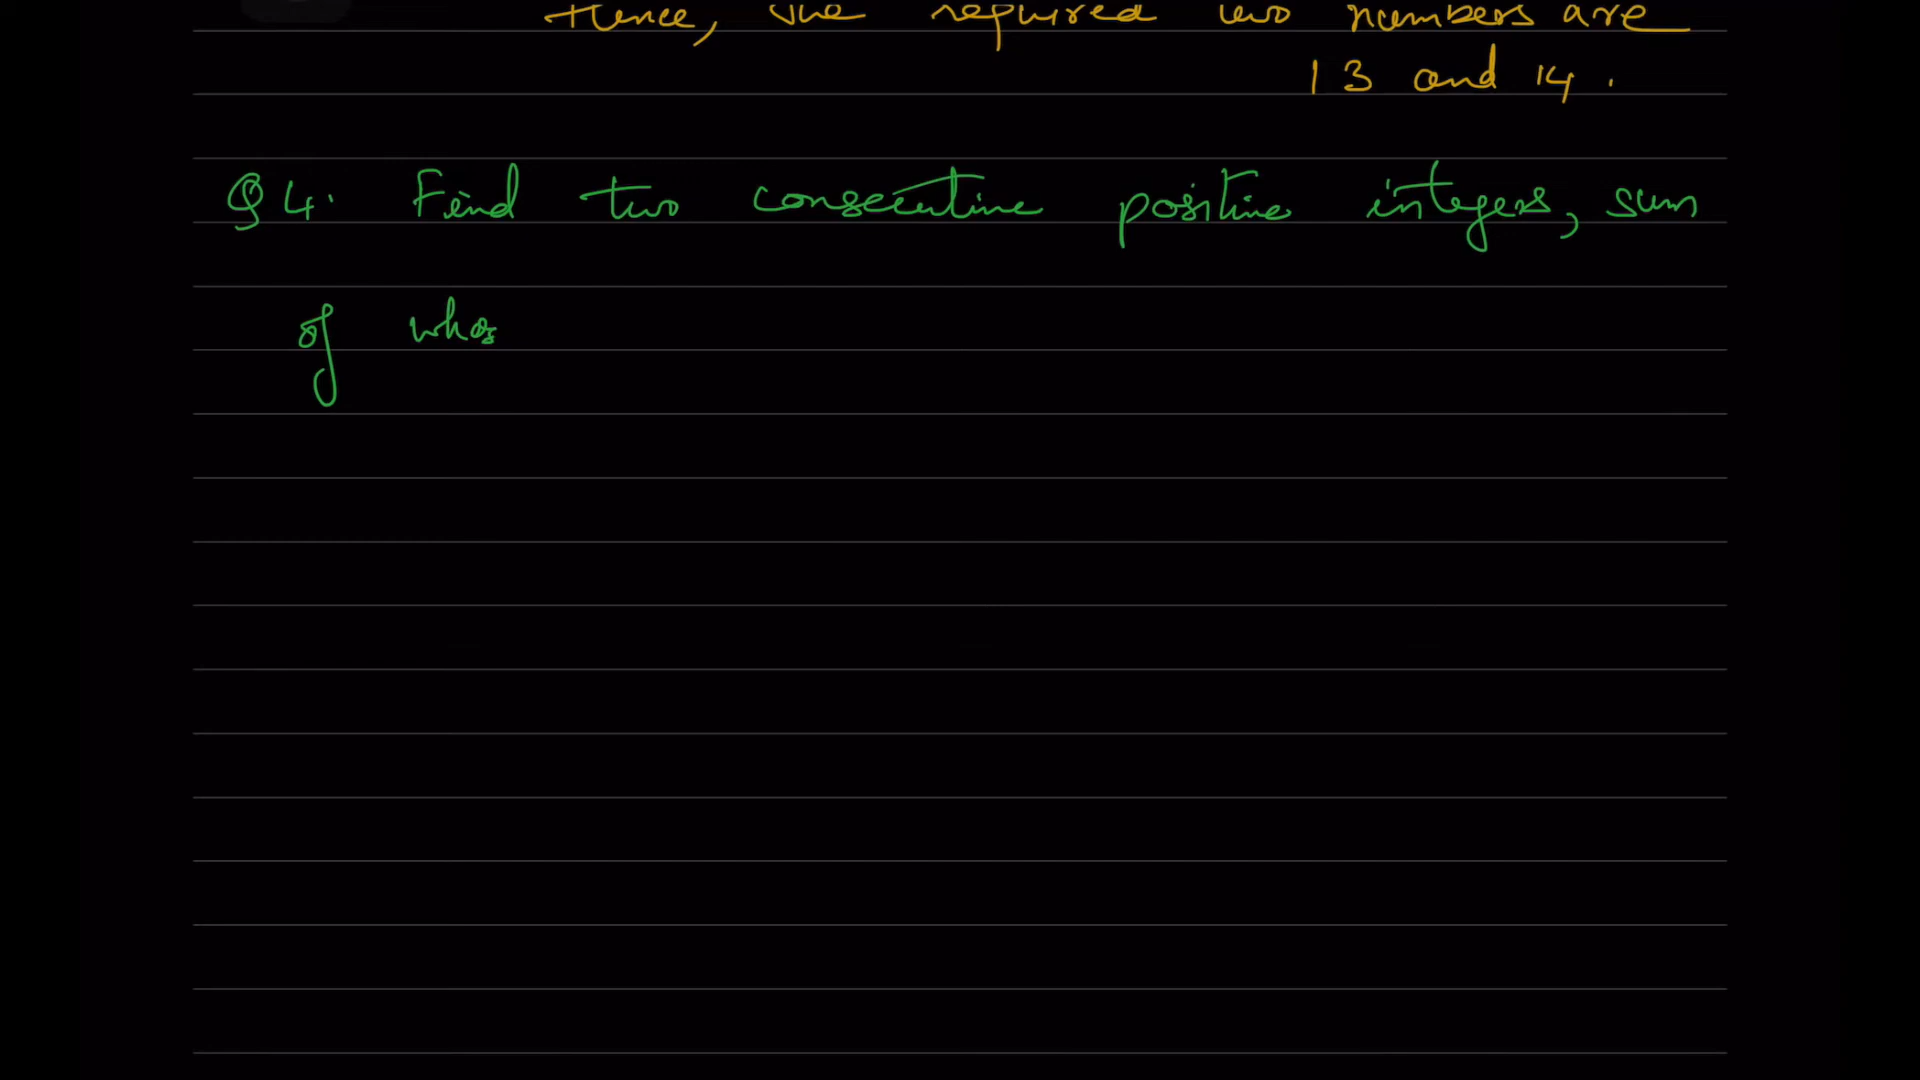 Hence, the required two numbers are
13 and 14.
Q4. Find two consecutive positive integers, sum
of whos